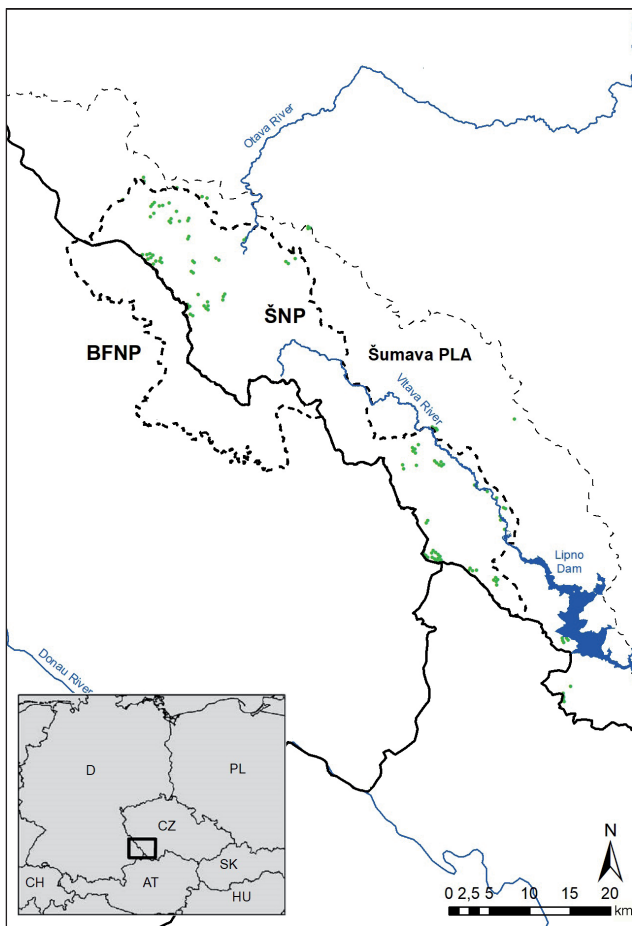 Otava River
ŠNP
BFNP
Šumava PLA
Vltava River
Lipno
Dam
Donau River
D
PL
CZ
SK
CH
AT
HU
N
0 2,5 5 10 15 20
km